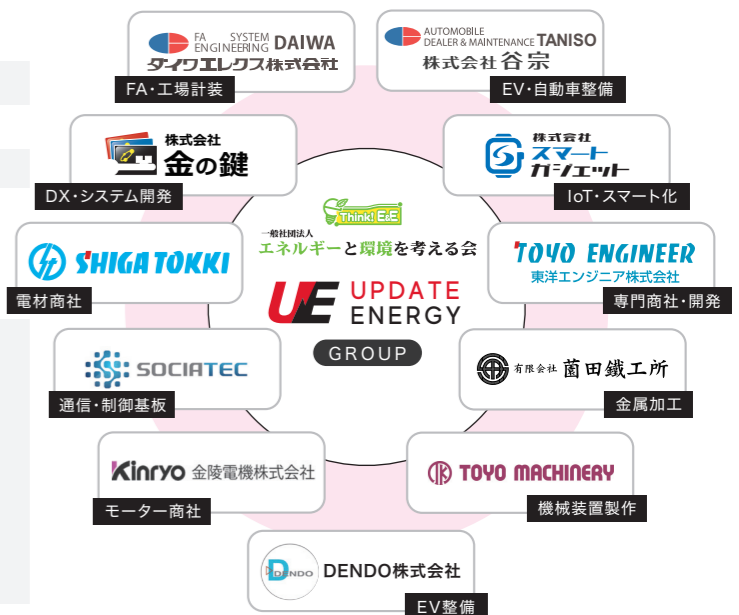 FA SYSTEM
ENGINEERING DAIWA
ダイワエレクス株式会社
FA・工場計装
AUTOMOBILE
DEALER & MAINTENANCE TANISO
株式会社谷宗
EV・自動車整備
株式会社
金の鍵
DX・システム開発
株式会社
スマート
ガジェット
IoT・スマート化
Think! E&E
一般社団法人
エネルギーと環境を考える会
UE UPDATE
ENERGY
GROUP
SHIGA TOKKI
電材商社
TOYO ENGINEER
東洋エンジニア株式会社
専門商社・開発
SOCIATEC
通信・制御基板
有限会社 薗田鐵工所
金属加工
Kinryo 金陵電機株式会社
モーター商社
TOYO MACHINERY
機械装置製作
DENDO
DENDO株式会社
EV整備